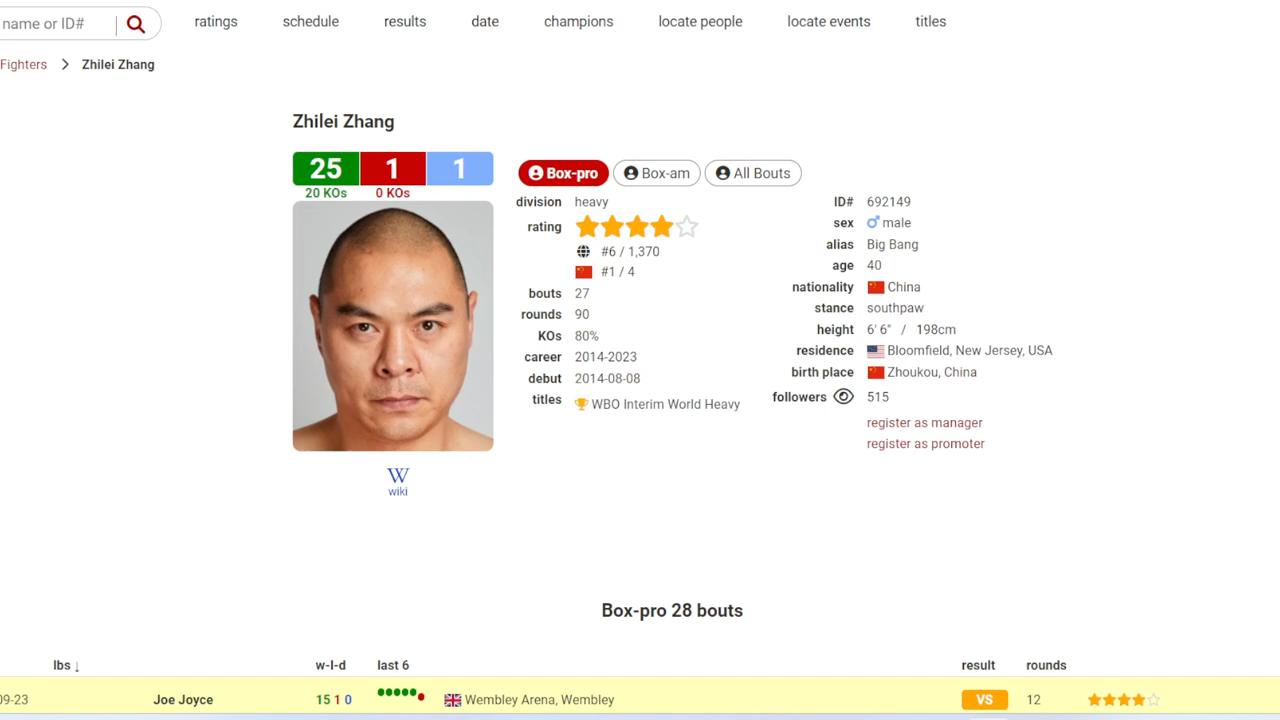 name or ID#
ratings schedule results date champions locate people locate events titles
Fighters > Zhilei Zhang
Zhilei Zhang
25 1 1
20 KOs 0 KOs
Box-pro Box-am All Bouts
division heavy
rating
#6 / 1,370
#1 / 4
bouts 27
rounds 90
KOs 80%
career 2014-2023
debut 2014-08-08
titles WBO Interim World Heavy
ID# 692149
sex male
alias Big Bang
age 40
nationality China
stance southpaw
height 6' 6" / 198cm
residence Bloomfield, New Jersey, USA
birth place Zhoukou, China
followers 515
register as manager
register as promoter
W
wiki
Box-pro 28 bouts
lbs ↓ w-l-d last 6 result rounds
09-23 Joe Joyce 15 1 0 Wembley Arena, Wembley VS 12